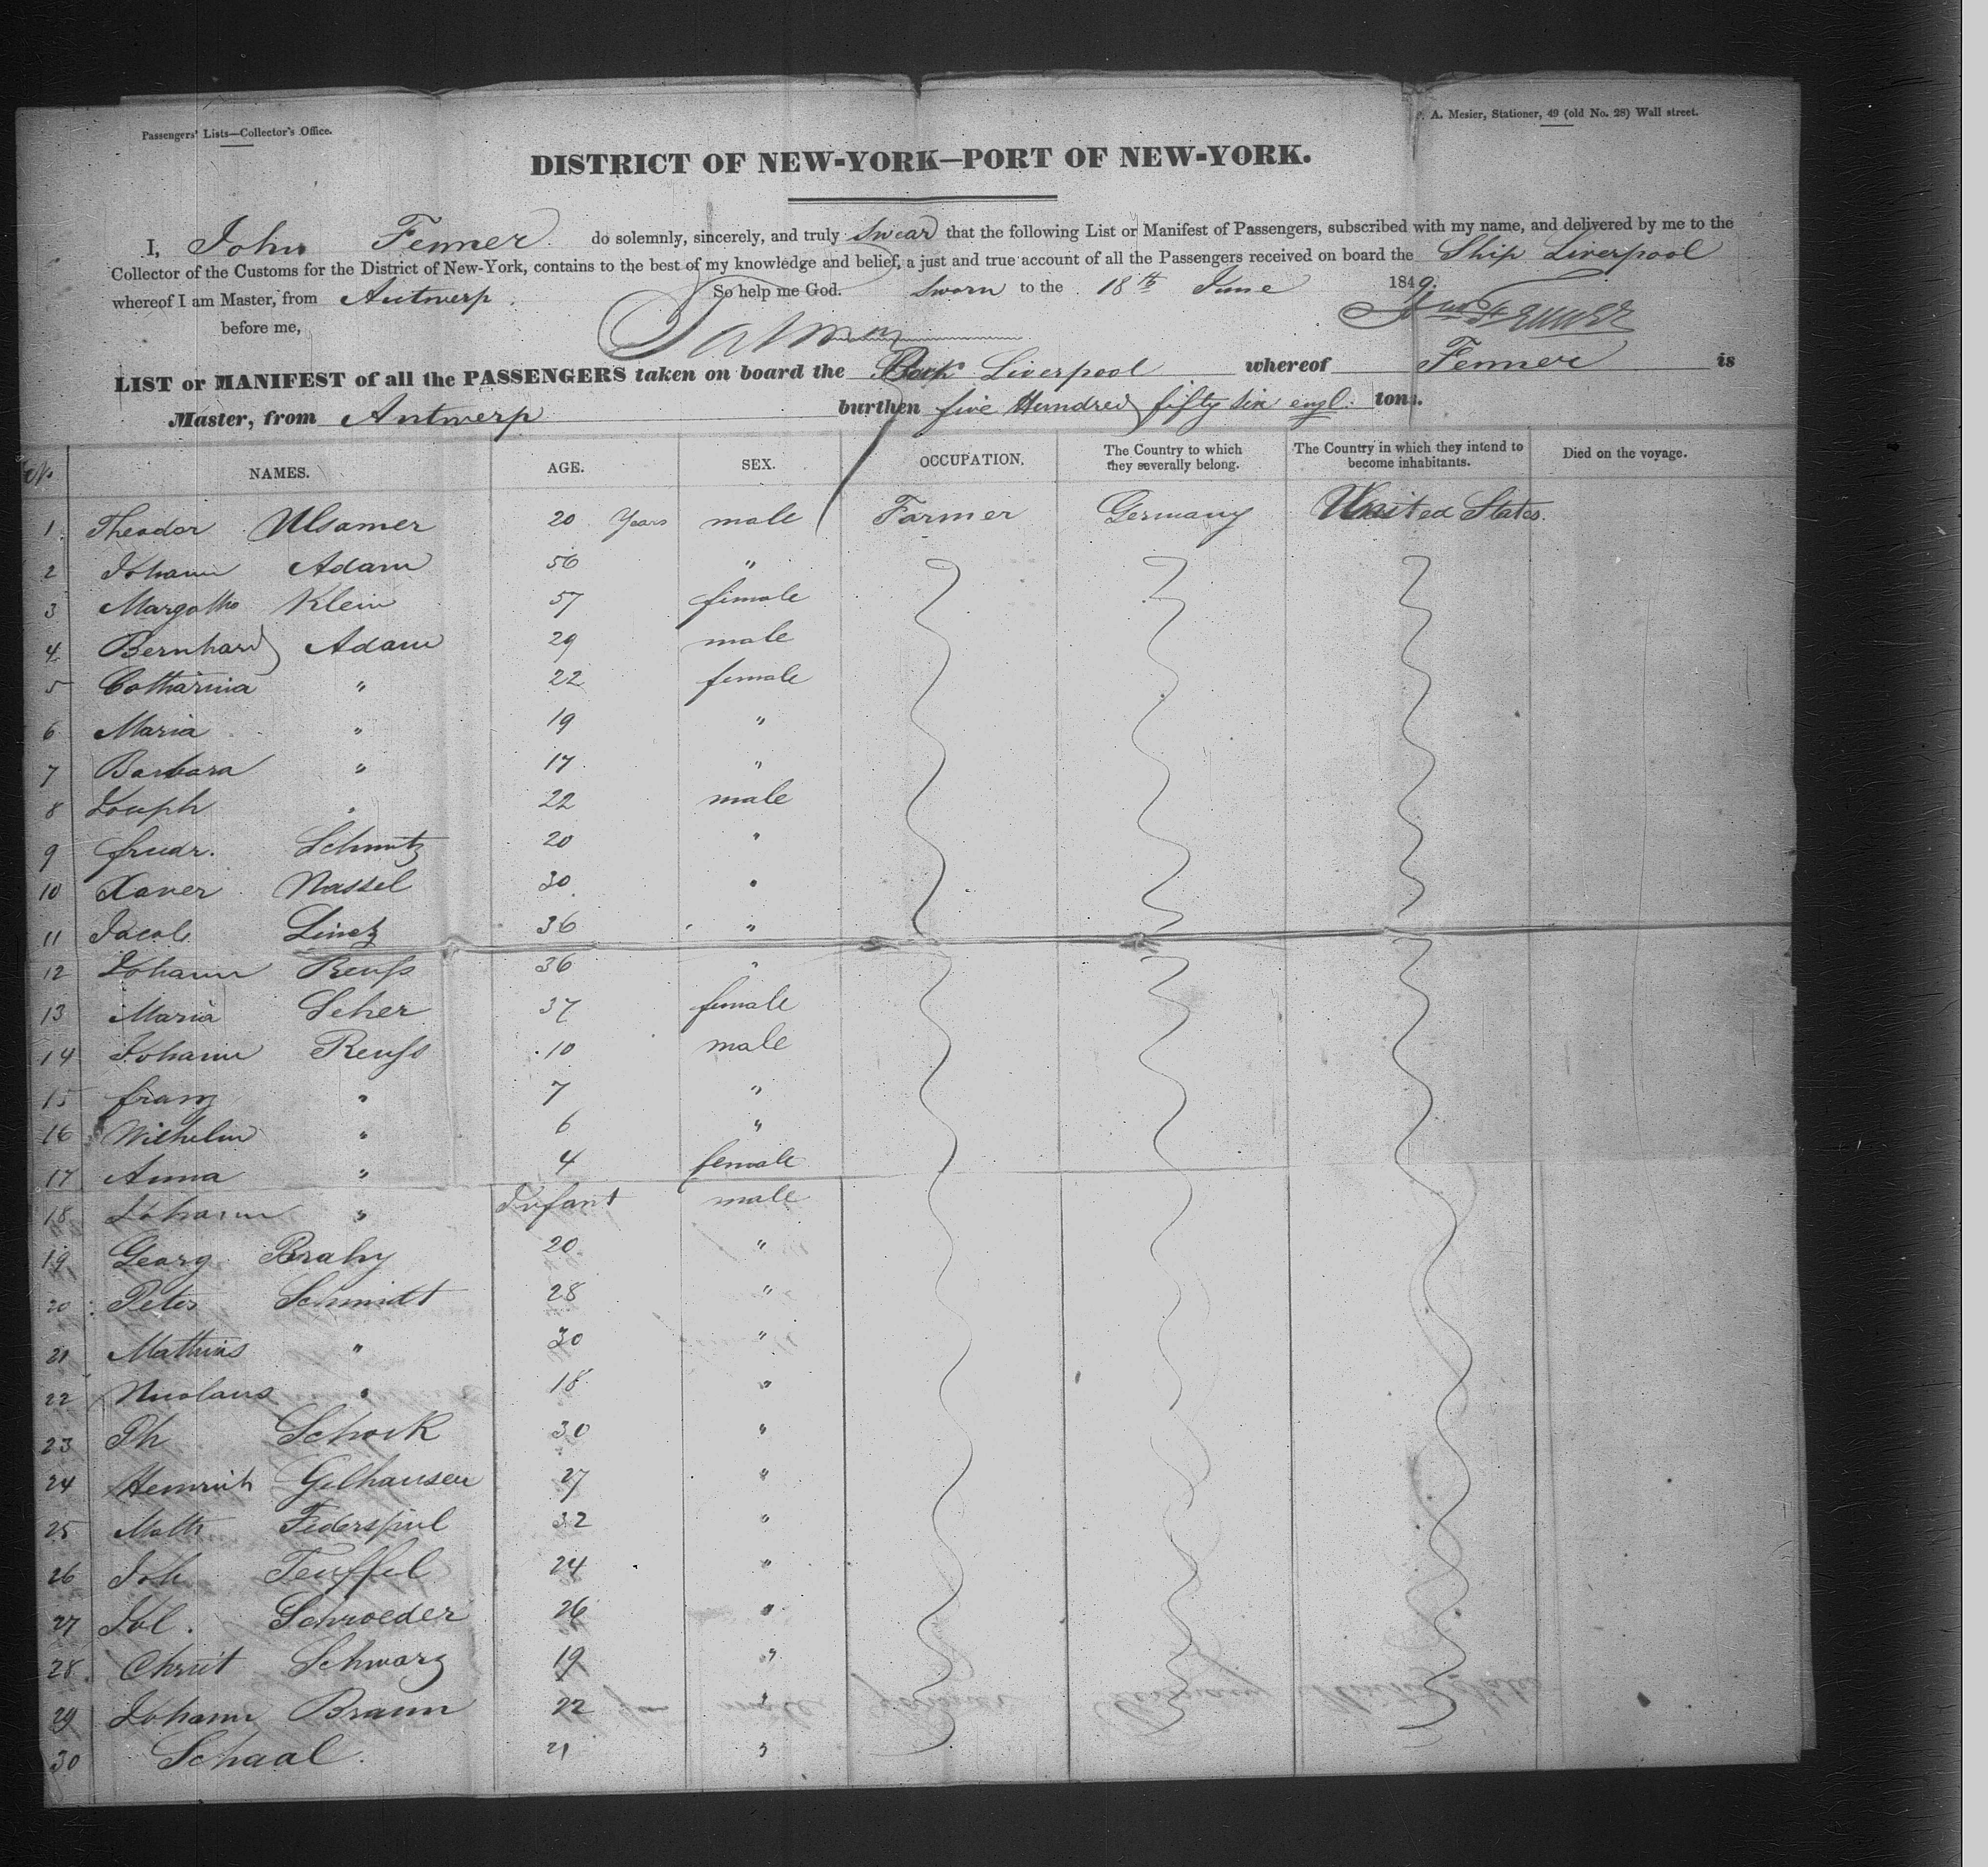 Passengers' Lists—Collector's Office.
A. Mesier, Stationer, 49 (old No. 28) Wall street.
DISTRICT OF NEW-YORK—PORT OF NEW-YORK.
I, John Fenner do solemnly, sincerely, and truly swear that the following List or Manifest of Passengers, subscribed with my name, and delivered by me to the
Collector of the Customs for the District of New-York, contains to the best of my knowledge and belief, a just and true account of all the Passengers received on board the Ship Liverpool
whereof I am Master, from Antwerp. So help me God. Sworn to the 18th June 1849.
before me, Jno Fenner
LIST or MANIFEST of all the PASSENGERS taken on board the Liverpool whereof Fenner is
Master, from Antwerp burthen five Hundred fifty six engl. tons.
No. NAMES. AGE. SEX. OCCUPATION. The Country to which they severally belong. The Country in which they intend to become inhabitants. Died on the voyage.
1 Theodor Ulsamer 20 Years male Farmer Germany United States.
2 Johann Adam 56 "
3 Klein 57 female
4 Bernhard Adam 29 male
5 Catharina " 22 female
6 Maria " 19 "
7 Barbara " 17 "
8 Joseph " 22 male
9 Friedr. Schmitz 20 "
10 Xaver Nassel 30 "
11 Jacob Linez 36 "
12 Johann Reuss 36 "
13 Maria Seher 37 female
14 Johann Reuss 10 male
15 Franz " 7 "
16 Wilhelm " 6 "
17 Anna " 4 female
18 Johann " Infant male
19 Georg Braly 20 "
20 Peter Schmidt 28 "
21 Mathias " 30 "
22 Nicolaus " 18 "
23 Ph Schock 30 "
24 Heinrich Gelhausen 27 "
25 Math Federspiel 32 "
26 Joh Teuffel 24 "
27 Schroeder 26 "
28 Christ Schwarz 19 "
29 Johann Braun 22 "
30 Schaal. 21 "